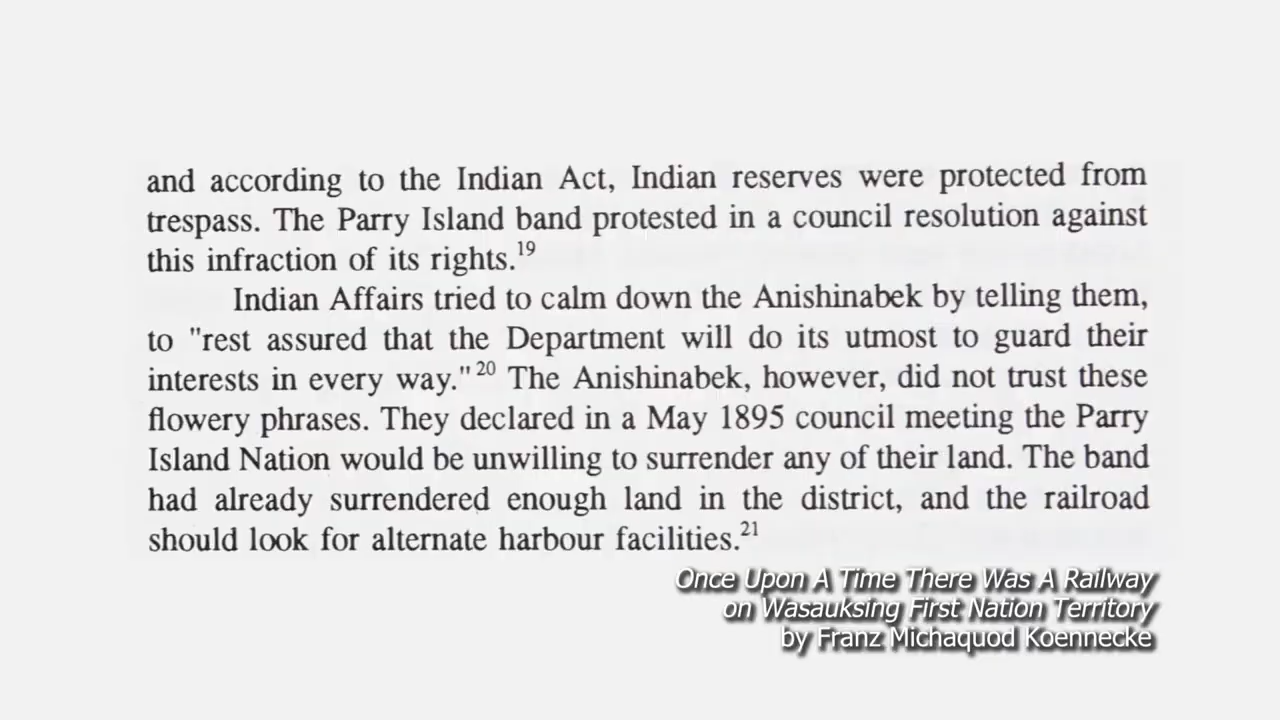 and according to the Indian Act, Indian reserves were protected from
trespass. The Parry Island band protested in a council resolution against
this infraction of its rights.19
Indian Affairs tried to calm down the Anishinabek by telling them,
to "rest assured that the Department will do its utmost to guard their
interests in every way."20 The Anishinabek, however, did not trust these
flowery phrases. They declared in a May 1895 council meeting the Parry
Island Nation would be unwilling to surrender any of their land. The band
had already surrendered enough land in the district, and the railroad
should look for alternate harbour facilities.21
Once Upon A Time There Was A Railway
on Wasauksing First Nation Territory
by Franz Michaquod Koennecke